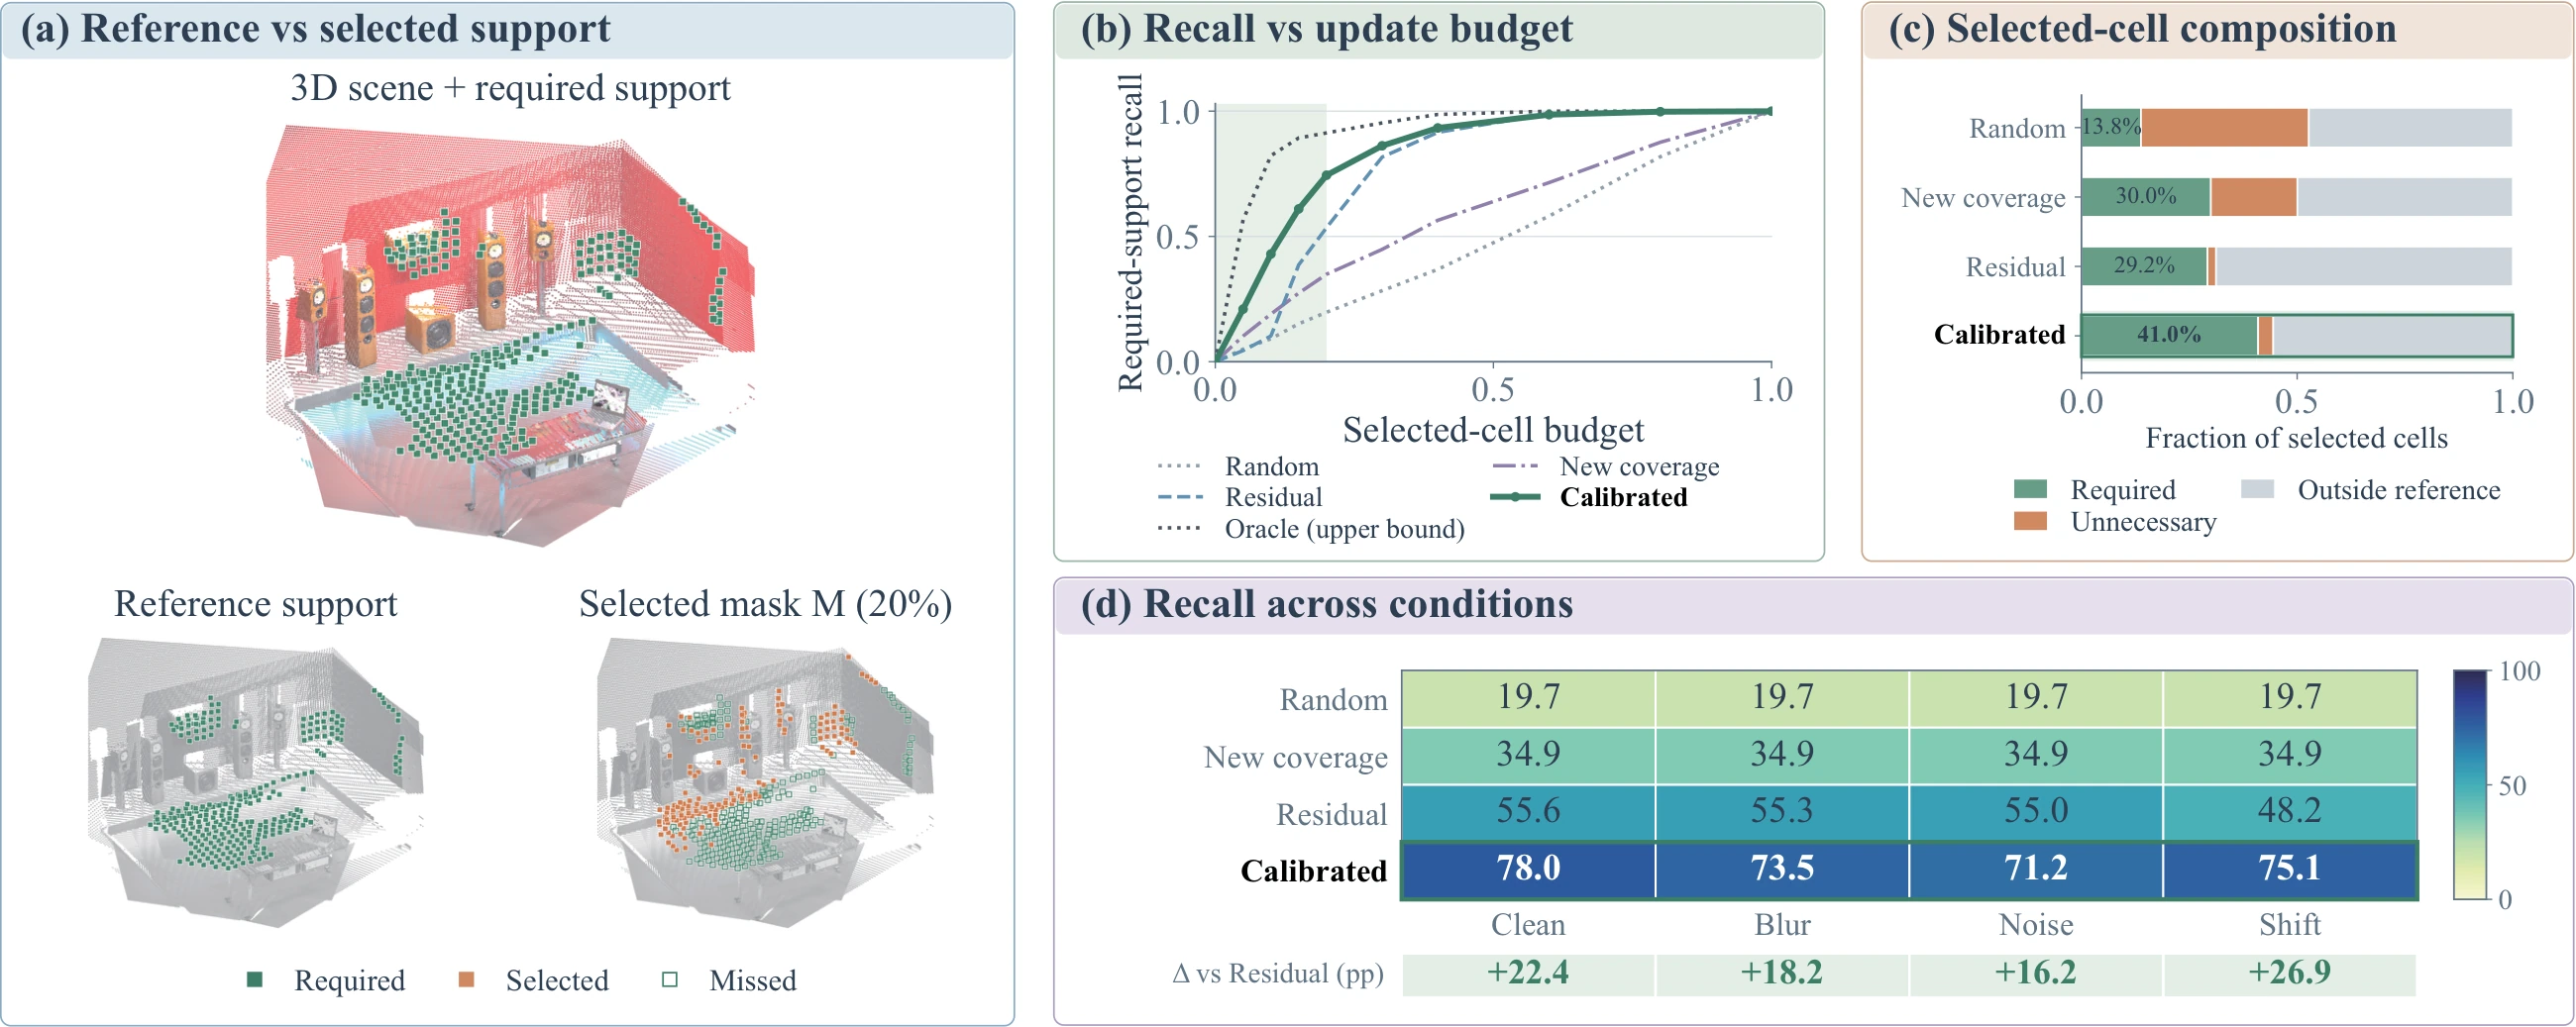 (a) Reference vs selected support
3D scene + required support
Reference support
Selected mask M (20%)
Required
Selected
Missed
(b) Recall vs update budget
Required-support recall
1.0
0.5
0.0
0.0
0.5
1.0
Selected-cell budget
Random
New coverage
Residual
Calibrated
Oracle (upper bound)
(c) Selected-cell composition
Random
13.8%
New coverage
30.0%
Residual
29.2%
Calibrated
41.0%
0.0
0.5
1.0
Fraction of selected cells
Required
Outside reference
Unnecessary
(d) Recall across conditions
Random 19.7 19.7 19.7 19.7
New coverage 34.9 34.9 34.9 34.9
Residual 55.6 55.3 55.0 48.2
Calibrated 78.0 73.5 71.2 75.1
Clean Blur Noise Shift
Δ vs Residual (pp) +22.4 +18.2 +16.2 +26.9
100
50
0